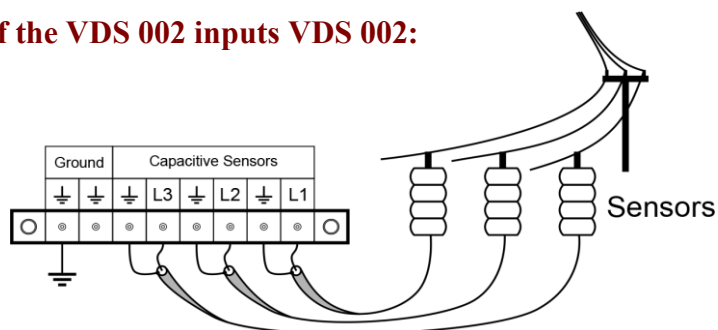 f the VDS 002 inputs VDS 002:
Ground Capacitive Sensors
L3 L2 L1
Sensors